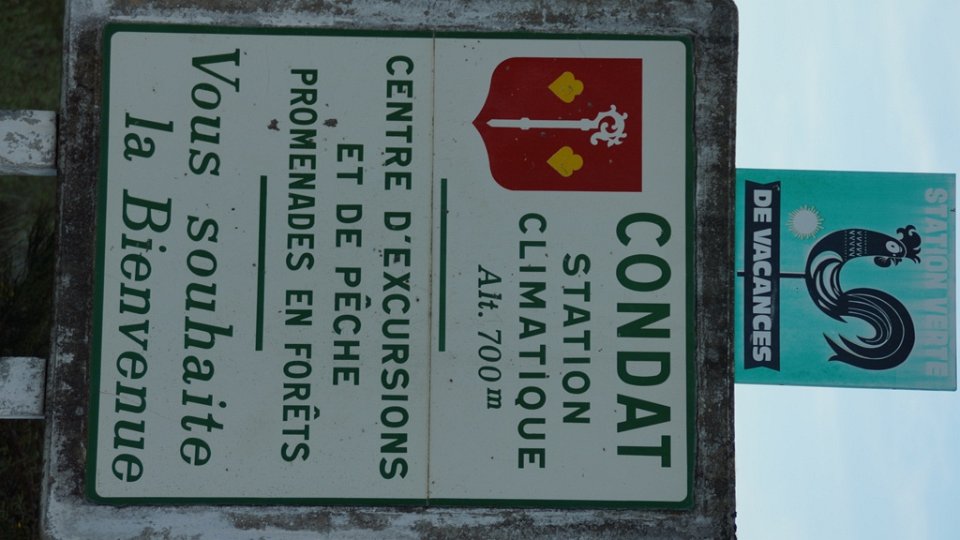 STATION VERTE
DE VACANCES
CONDAT
STATION
CLIMATIQUE
Alt. 700m
CENTRE D'EXCURSIONS
ET DE PÊCHE
PROMENADES EN FORÊTS
Vous souhaite
la Bienvenue